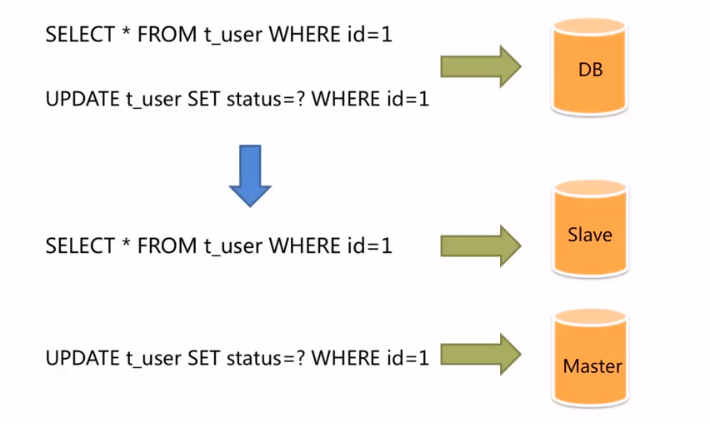 SELECT * FROM t_user WHERE id=1
DB
UPDATE t_user SET status=? WHERE id=1
SELECT * FROM t_user WHERE id=1
Slave
UPDATE t_user SET status=? WHERE id=1
Master